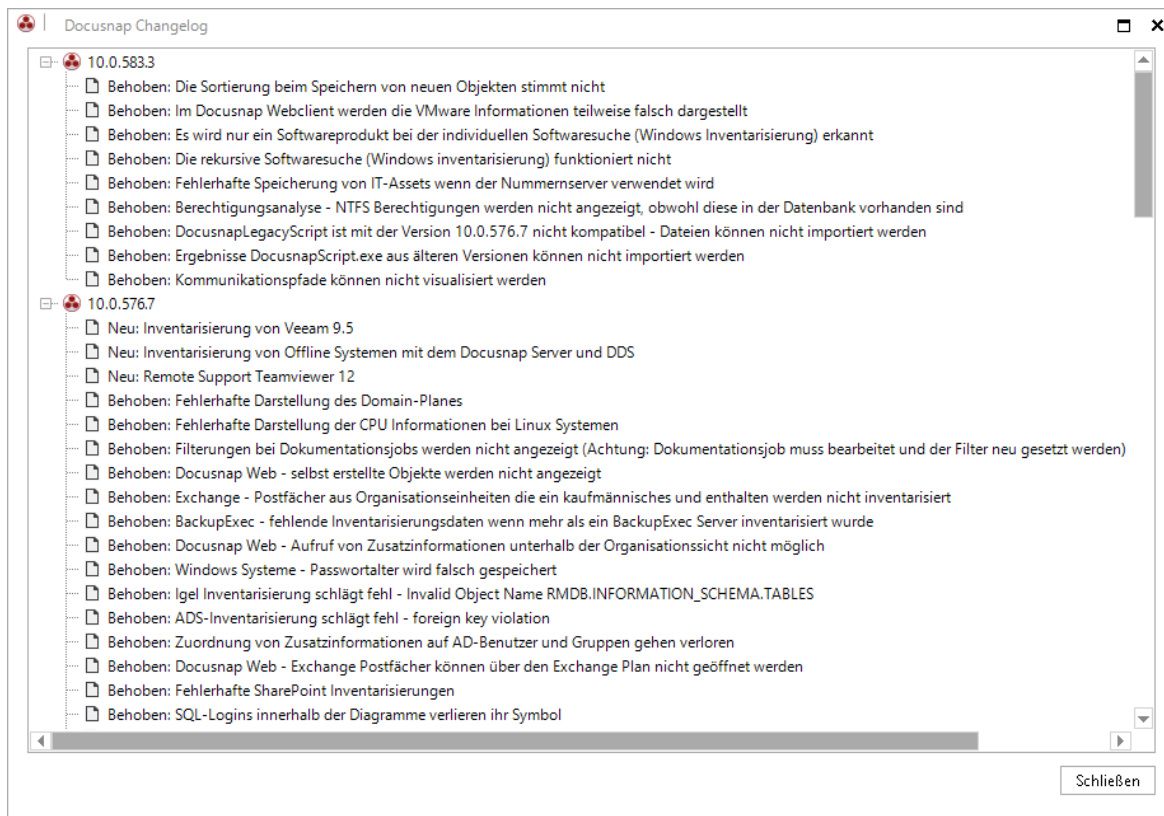 Docusnap Changelog
10.0.583.3
Behoben: Die Sortierung beim Speichern von neuen Objekten stimmt nicht
Behoben: Im Docusnap Webclient werden die VMware Informationen teilweise falsch dargestellt
Behoben: Es wird nur ein Softwareprodukt bei der individuellen Softwaresuche (Windows Inventarisierung) erkannt
Behoben: Die rekursive Softwaresuche (Windows inventarisierung) funktioniert nicht
Behoben: Fehlerhafte Speicherung von IT-Assets wenn der Nummernserver verwendet wird
Behoben: Berechtigungsanalyse - NTFS Berechtigungen werden nicht angezeigt, obwohl diese in der Datenbank vorhanden sind
Behoben: DocusnapLegacyScript ist mit der Version 10.0.576.7 nicht kompatibel - Dateien können nicht importiert werden
Behoben: Ergebnisse DocusnapScript.exe aus älteren Versionen können nicht importiert werden
Behoben: Kommunikationspfade können nicht visualisiert werden
10.0.576.7
Neu: Inventarisierung von Veeam 9.5
Neu: Inventarisierung von Offline Systemen mit dem Docusnap Server und DDS
Neu: Remote Support Teamviewer 12
Behoben: Fehlerhafte Darstellung des Domain-Planes
Behoben: Fehlerhafte Darstellung der CPU Informationen bei Linux Systemen
Behoben: Filterungen bei Dokumentationsjobs werden nicht angezeigt (Achtung: Dokumentationsjob muss bearbeitet und der Filter neu gesetzt werden)
Behoben: Docusnap Web - selbst erstellte Objekte werden nicht angezeigt
Behoben: Exchange - Postfächer aus Organisationseinheiten die ein kaufmännisches und enthalten werden nicht inventarisiert
Behoben: BackupExec - fehlende Inventarisierungsdaten wenn mehr als ein BackupExec Server inventarisiert wurde
Behoben: Docusnap Web - Aufruf von Zusatzinformationen unterhalb der Organisationssicht nicht möglich
Behoben: Windows Systeme - Passwortalter wird falsch gespeichert
Behoben: Igel Inventarisierung schlägt fehl - Invalid Object Name RMDB.INFORMATION_SCHEMA.TABLES
Behoben: ADS-Inventarisierung schlägt fehl - foreign key violation
Behoben: Zuordnung von Zusatzinformationen auf AD-Benutzer und Gruppen gehen verloren
Behoben: Docusnap Web - Exchange Postfächer können über den Exchange Plan nicht geöffnet werden
Behoben: Fehlerhafte SharePoint Inventarisierungen
Behoben: SQL-Logins innerhalb der Diagramme verlieren ihr Symbol
Schließen